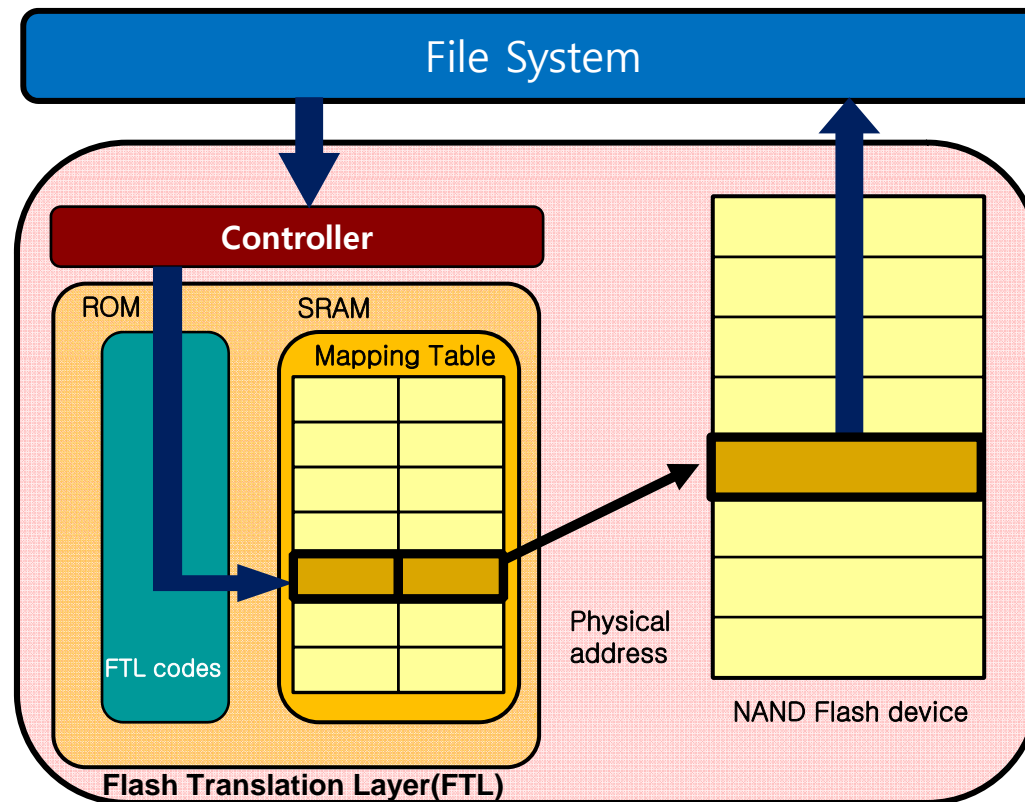 File System
Controller
ROM
SRAM
Mapping Table
FTL codes
Physical
address
NAND Flash device
Flash Translation Layer(FTL)